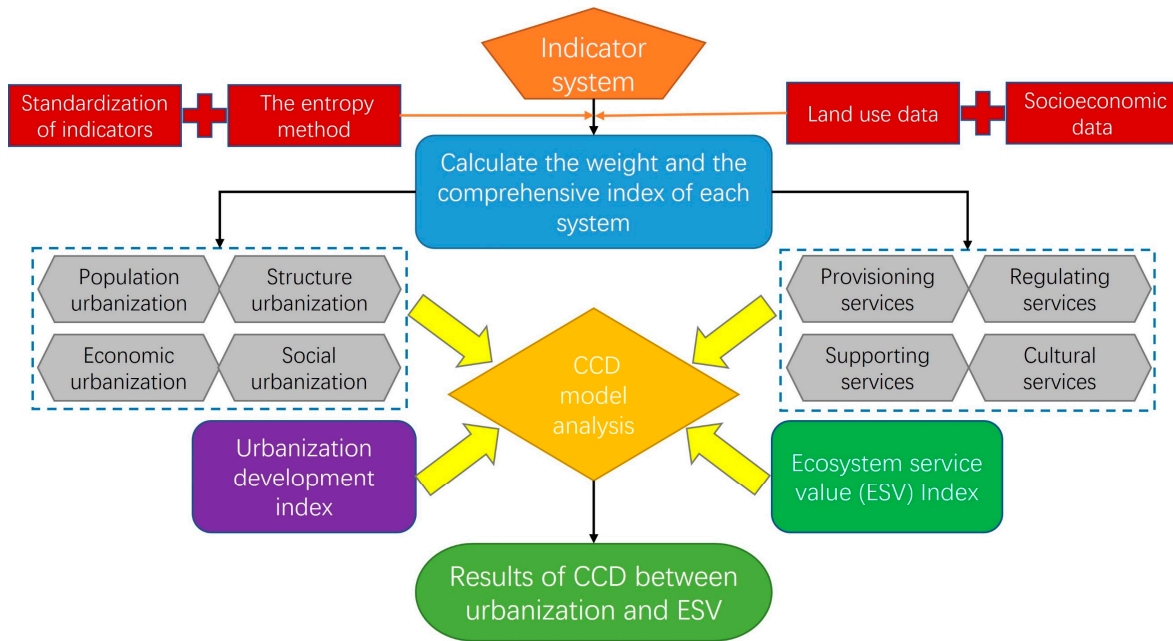 Indicator
system
Standardization
of indicators
The entropy
method
Land use data
Socioeconomic
data
Calculate the weight and the
comprehensive index of each
system
Population
urbanization
Structure
urbanization
Economic
urbanization
Social
urbanization
Provisioning
services
Regulating
services
Supporting
services
Cultural
services
CCD
model
analysis
Urbanization
development
index
Ecosystem service
value (ESV) Index
Results of CCD between
urbanization and ESV